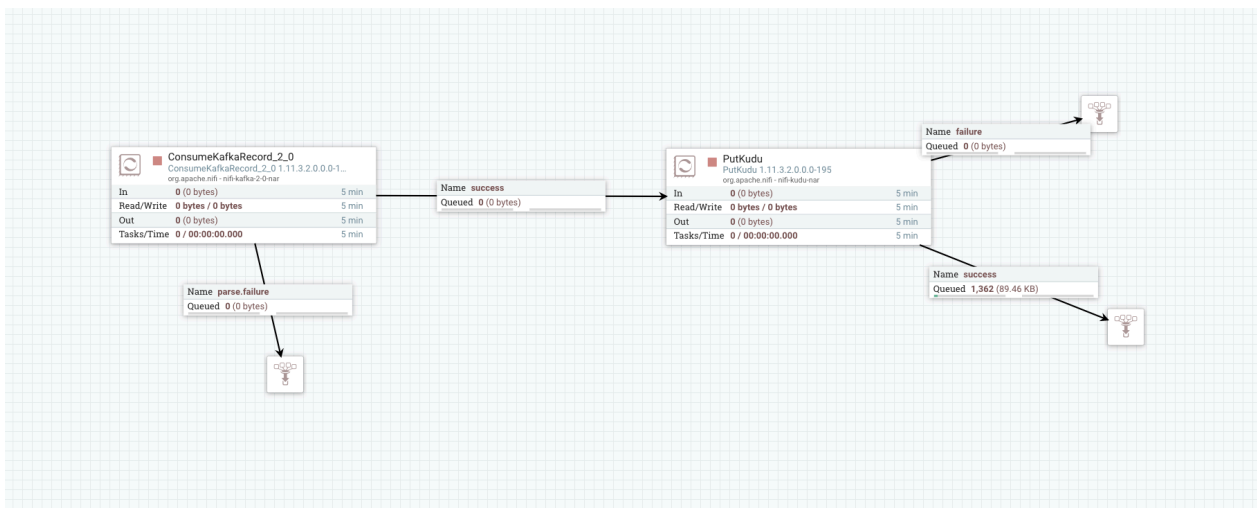 ConsumeKafkaRecord_2_0
ConsumeKafkaRecord_2_0 1.11.3.2.0.0.0-1...
org.apache.nifi - nifi-kafka-2-0-nar
In 0 (0 bytes) 5 min
Read/Write 0 bytes / 0 bytes 5 min
Out 0 (0 bytes) 5 min
Tasks/Time 0 / 00:00:00.000 5 min
Name success
Queued 0 (0 bytes)
Name parse.failure
Queued 0 (0 bytes)
PutKudu
PutKudu 1.11.3.2.0.0.0-195
org.apache.nifi - nifi-kudu-nar
In 0 (0 bytes) 5 min
Read/Write 0 bytes / 0 bytes 5 min
Out 0 (0 bytes) 5 min
Tasks/Time 0 / 00:00:00.000 5 min
Name failure
Queued 0 (0 bytes)
Name success
Queued 1,362 (89.46 KB)